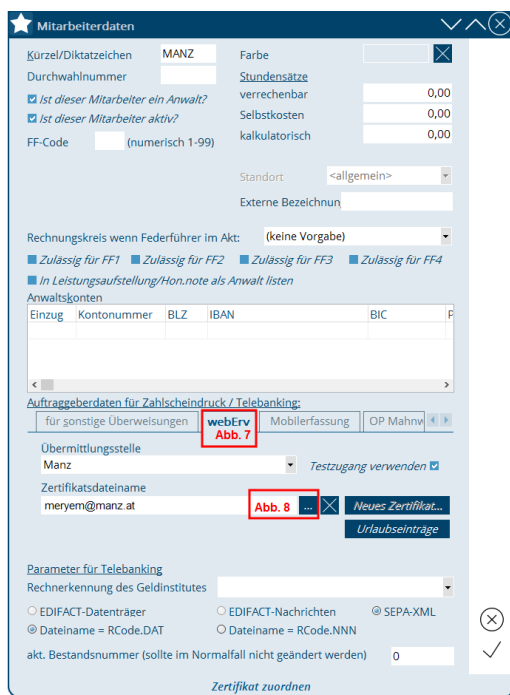 Mitarbeiterdaten
Kürzel/Diktatzeichen MANZ Farbe
Durchwahlnummer Stundensätze
Ist dieser Mitarbeiter ein Anwalt? verrechenbar 0,00
Ist dieser Mitarbeiter aktiv? Selbstkosten 0,00
FF-Code (numerisch 1-99) kalkulatorisch 0,00
Standort <allgemein>
Externe Bezeichnun
Rechnungskreis wenn Federführer im Akt: (keine Vorgabe)
Zulässig für FF1 Zulässig für FF2 Zulässig für FF3 Zulässig für FF4
In Leistungsaufstellung/Hon.note als Anwalt listen
Anwaltskonten
Einzug Kontonummer BLZ IBAN BIC P
Auftraggeberdaten für Zahlscheindruck / Telebanking:
für sonstige Überweisungen webErv Mobilerfassung OP Mahnw
Abb. 7
Übermittlungsstelle
Manz Testzugang verwenden
Zertifikatsdateiname
meryem@manz.at Abb. 8 ... Neues Zertifikat...
Urlaubseinträge
Parameter für Telebanking
Rechnerkennung des Geldinstitutes
EDIFACT-Datenträger EDIFACT-Nachrichten SEPA-XML
Dateiname = RCode.DAT Dateiname = RCode.NNN
akt. Bestandsnummer (sollte im Normalfall nicht geändert werden) 0
Zertifikat zuordnen